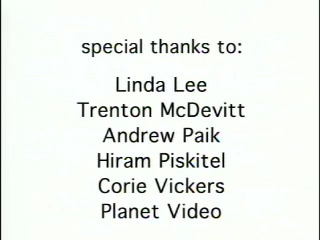 special thanks to:
Linda Lee
Trenton McDevitt
Andrew Paik
Hiram Piskitel
Corie Vickers
Planet Video